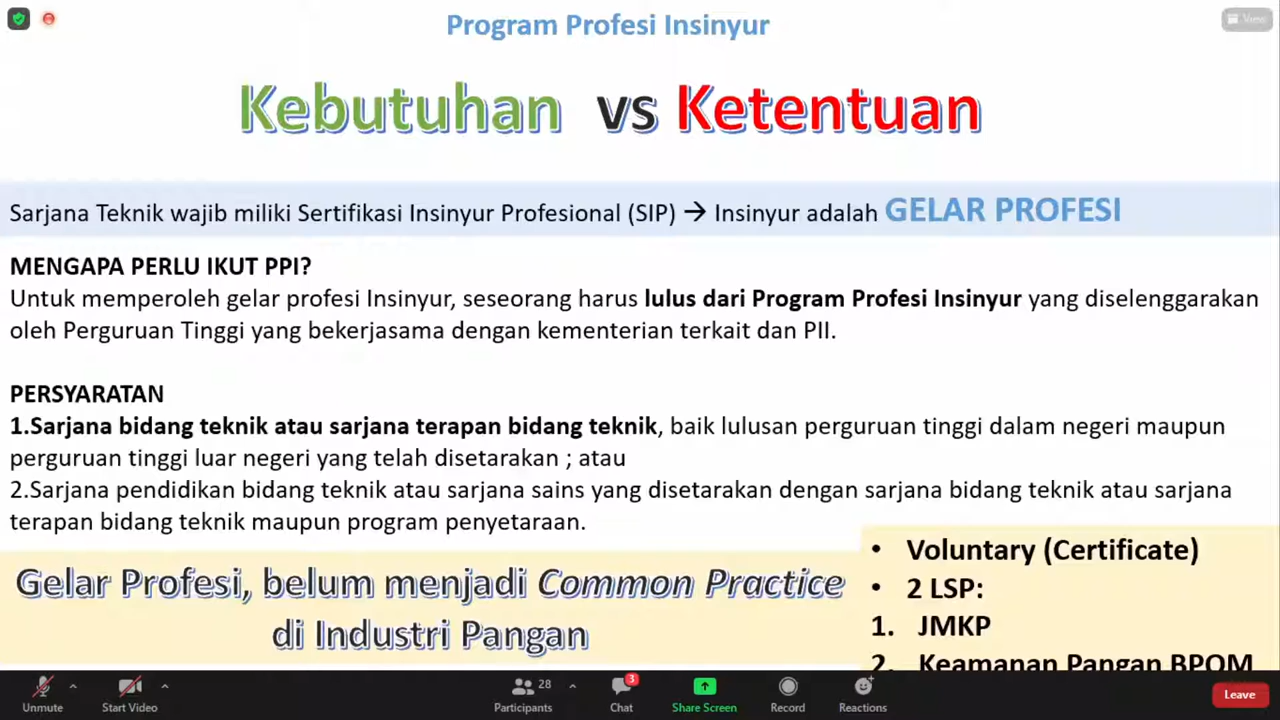 View
Program Profesi Insinyur
Kebutuhan vs Ketentuan
Sarjana Teknik wajib miliki Sertifikasi Insinyur Profesional (SIP) → Insinyur adalah GELAR PROFESI
MENGAPA PERLU IKUT PPI?
Untuk memperoleh gelar profesi Insinyur, seseorang harus lulus dari Program Profesi Insinyur yang diselenggarakan
oleh Perguruan Tinggi yang bekerjasama dengan kementerian terkait dan PII.
PERSYARATAN
1.Sarjana bidang teknik atau sarjana terapan bidang teknik, baik lulusan perguruan tinggi dalam negeri maupun
perguruan tinggi luar negeri yang telah disetarakan ; atau
2.Sarjana pendidikan bidang teknik atau sarjana sains yang disetarakan dengan sarjana bidang teknik atau sarjana
terapan bidang teknik maupun program penyetaraan.
Gelar Profesi, belum menjadi Common Practice
di Industri Pangan
• Voluntary (Certificate)
• 2 LSP:
1. JMKP
2. Keamanan Pangan BPOM
Unmute
Start Video
28
Participants
3
Chat
Share Screen
Record
Reactions
Leave